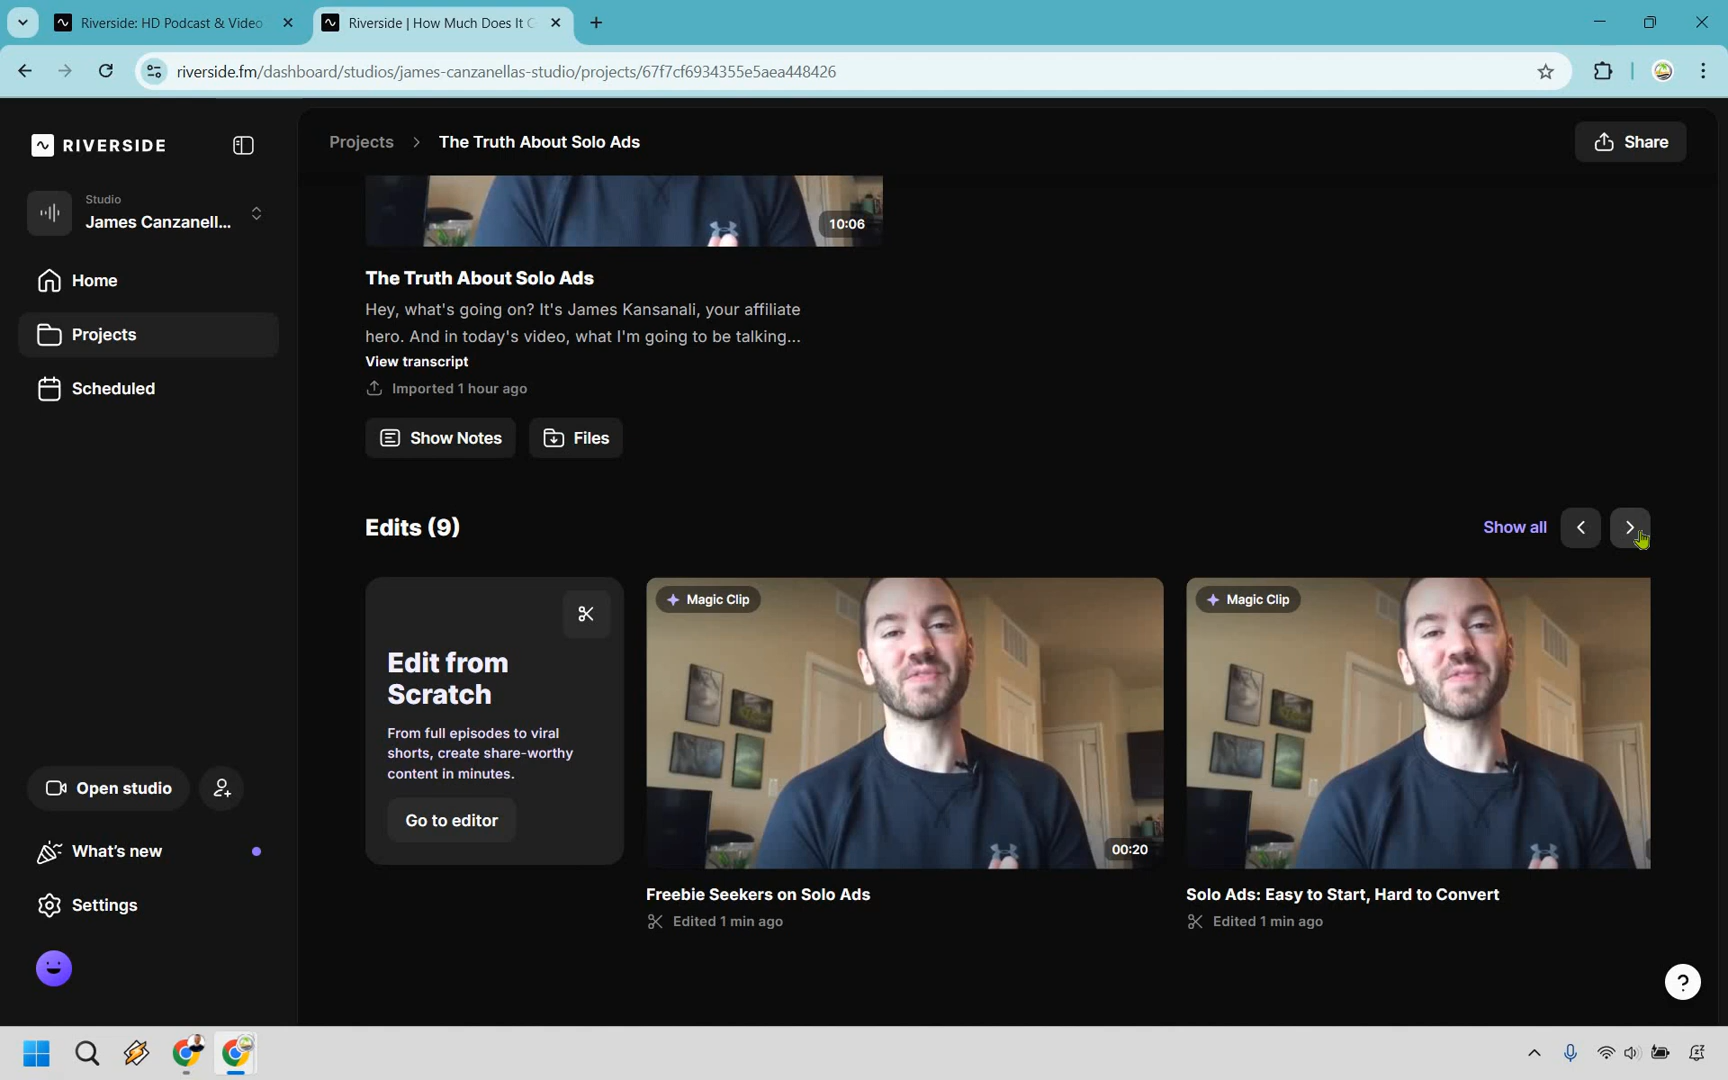 Riverside: HD Podcast & Video
Riverside | How Much Does It C
riverside.fm/dashboard/studios/james-canzanellas-studio/projects/67f7cf6934355e5aea448426
RIVERSIDE
Projects > The Truth About Solo Ads
Share
Studio
James Canzanell...
10:06
Home
Projects
Scheduled
The Truth About Solo Ads
Hey, what's going on? It's James Kansanali, your affiliate
hero. And in today's video, what I'm going to be talking...
View transcript
Imported 1 hour ago
Show Notes
Files
Edits (9)
Show all
Edit from
Scratch
From full episodes to viral
shorts, create share-worthy
content in minutes.
Go to editor
Magic Clip
00:20
Freebie Seekers on Solo Ads
Edited 1 min ago
Magic Clip
Solo Ads: Easy to Start, Hard to Convert
Edited 1 min ago
Open studio
What's new
Settings
?